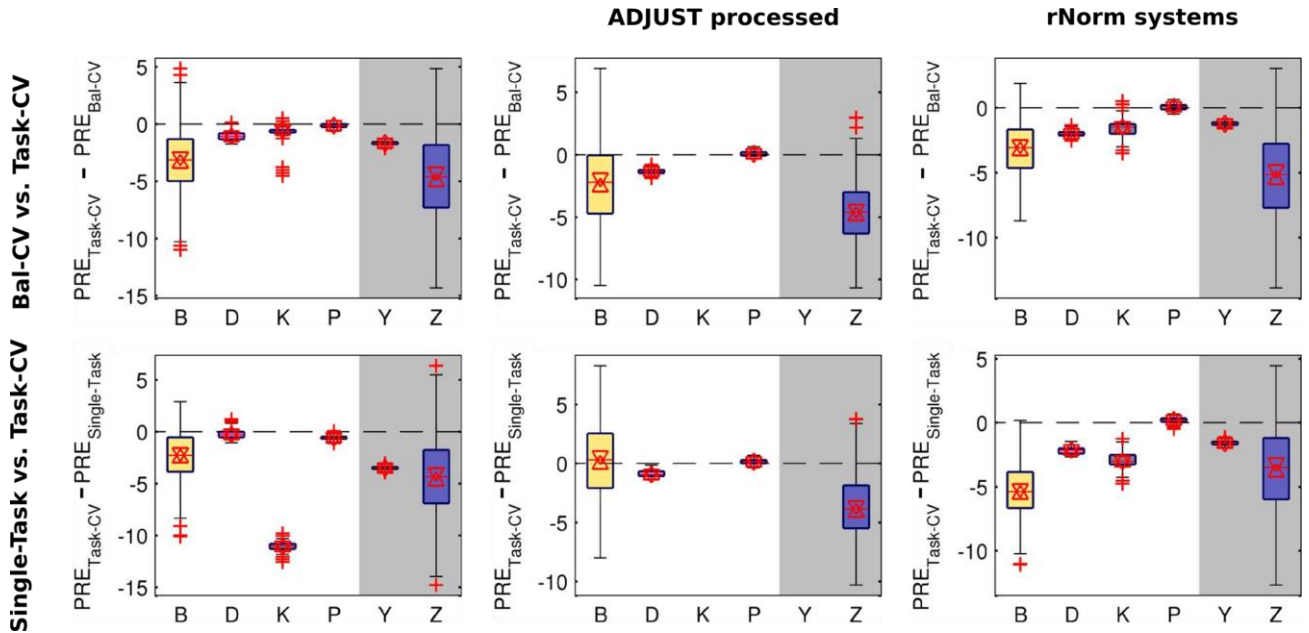 ADJUST processed
rNorm systems
Bal-CV vs. Task-CV
PRE_Task-CV - PRE_Bal-CV
5
0
-5
-10
-15
B D K P Y Z
PRE_Task-CV - PRE_Bal-CV
5
0
-5
-10
B D K P Y Z
PRE_Task-CV - PRE_Bal-CV
0
-5
-10
B D K P Y Z
Single-Task vs. Task-CV
PRE_Task-CV - PRE_Single-Task
5
0
-5
-10
-15
B D K P Y Z
PRE_Task-CV - PRE_Single-Task
5
0
-5
-10
B D K P Y Z
PRE_Task-CV - PRE_Single-Task
5
0
-5
-10
B D K P Y Z